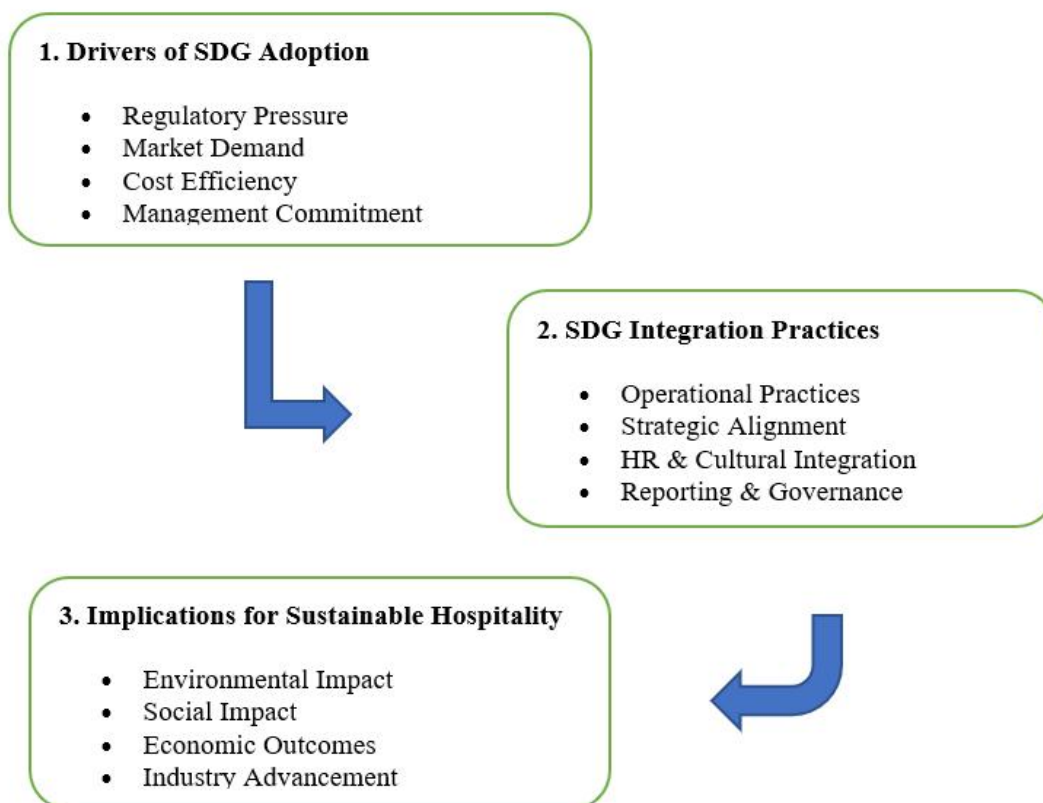 1. Drivers of SDG Adoption
• Regulatory Pressure
• Market Demand
• Cost Efficiency
• Management Commitment
2. SDG Integration Practices
• Operational Practices
• Strategic Alignment
• HR & Cultural Integration
• Reporting & Governance
3. Implications for Sustainable Hospitality
• Environmental Impact
• Social Impact
• Economic Outcomes
• Industry Advancement